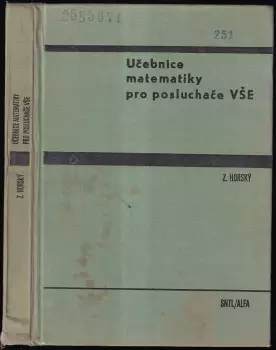 251
Učebnice
matematiky
pro posluchače VŠE
Z. HORSKÝ
SNTL/ALFA
UČEBNICE MATEMATIKY
PRO POSLUCHAČE VŠE
Z. HORSKÝ